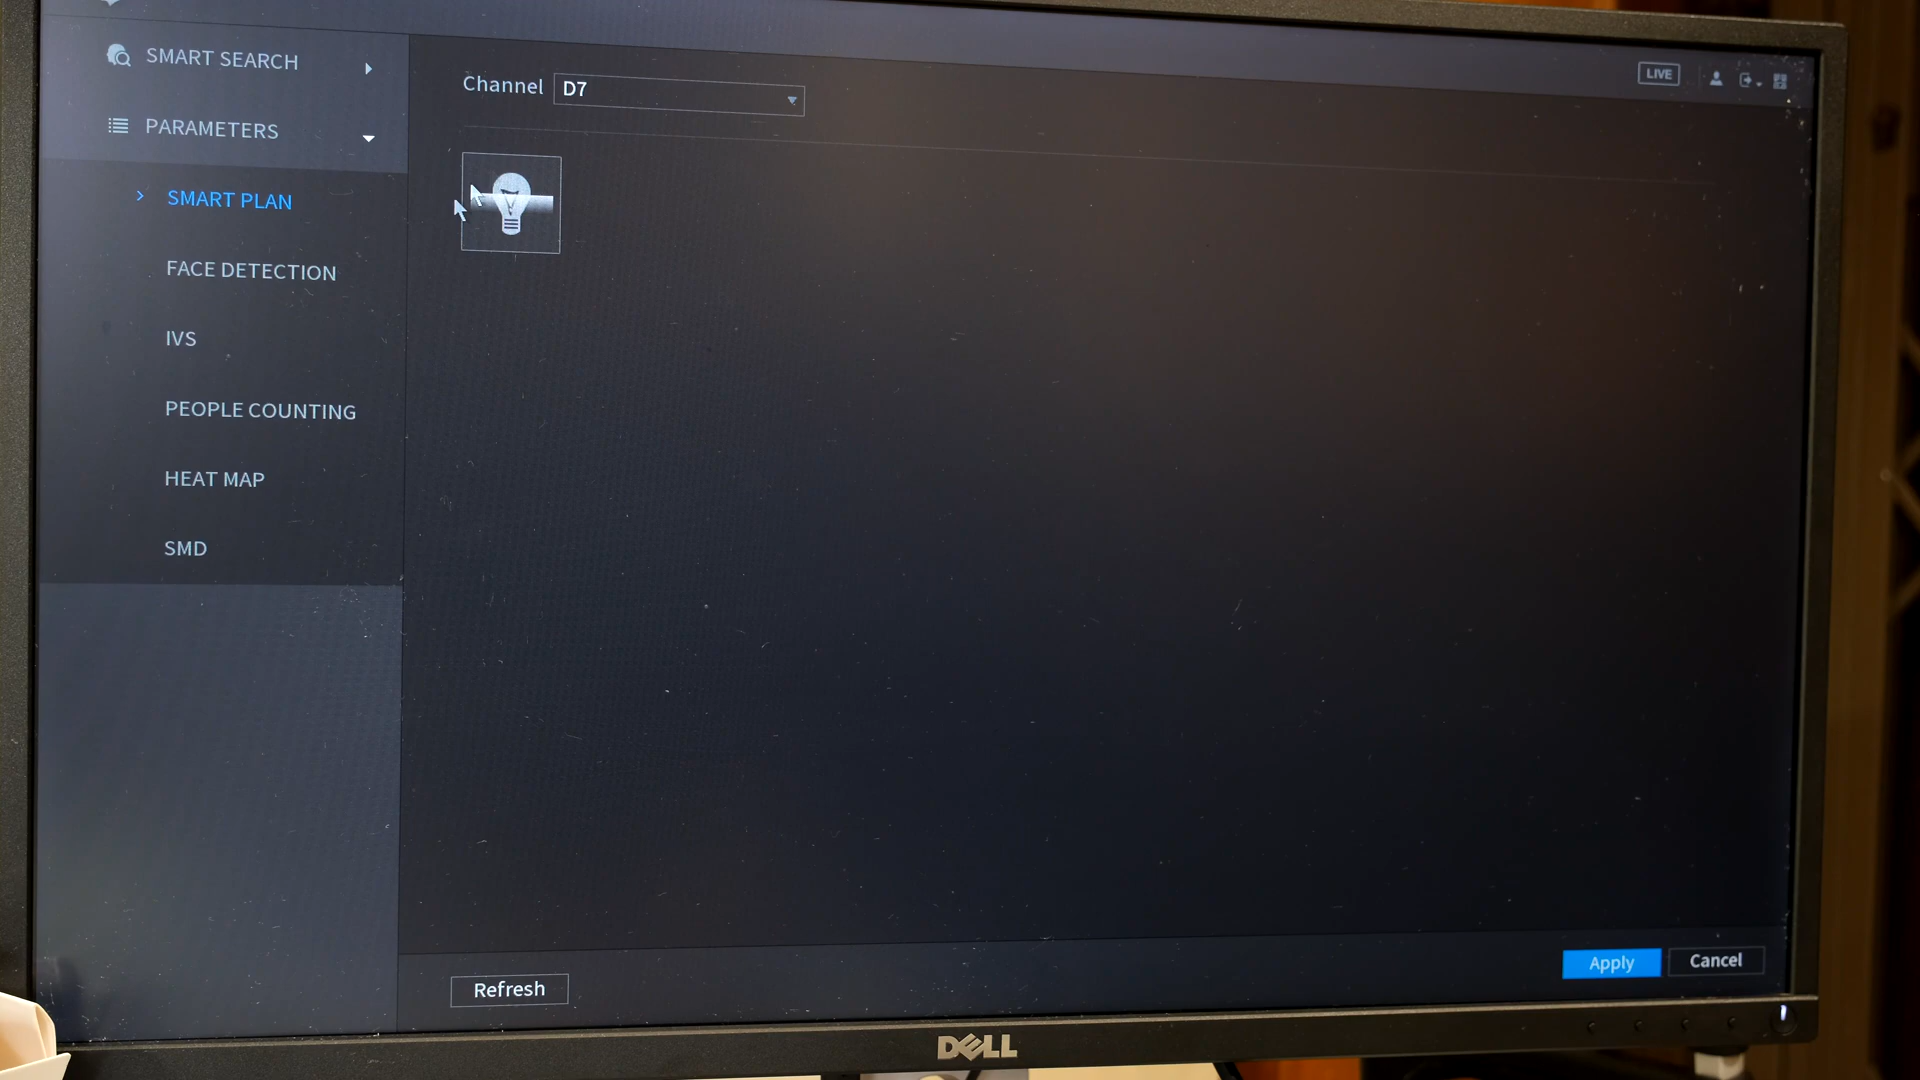 SMART SEARCH
PARAMETERS
SMART PLAN
FACE DETECTION
IVS
PEOPLE COUNTING
HEAT MAP
SMD
Channel D7
LIVE
Refresh
Apply
Cancel
DELL